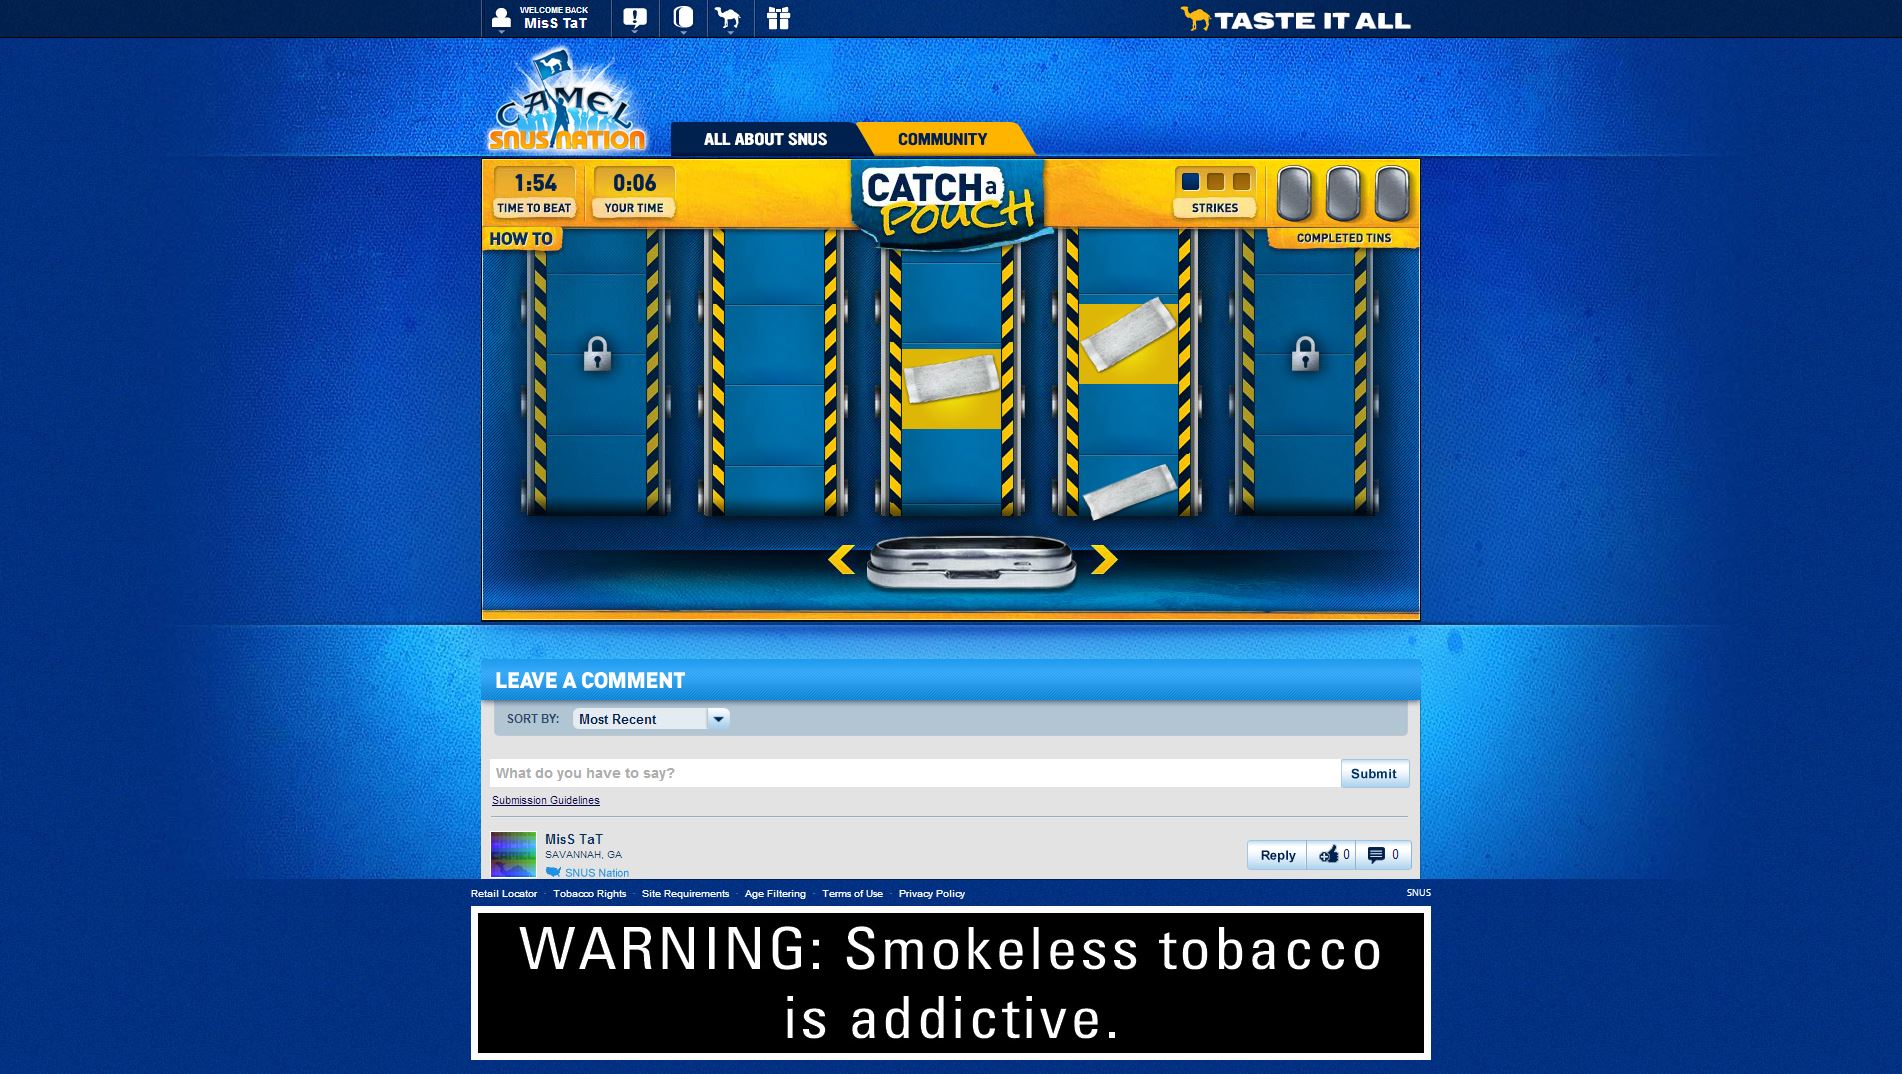 WELCOME BACK
MisS TaT
TASTE IT ALL
CAMEL
SNUS NATION
ALL ABOUT SNUS
COMMUNITY
1:54
TIME TO BEAT
0:06
YOUR TIME
CATCH a
POUCH
STRIKES
COMPLETED TINS
HOW TO
LEAVE A COMMENT
SORT BY: Most Recent
What do you have to say?
Submit
Submission Guidelines
MisS TaT
SAVANNAH, GA
SNUS Nation
Reply 0 0
Retail Locator · Tobacco Rights · Site Requirements · Age Filtering · Terms of Use · Privacy Policy
SNUS
WARNING: Smokeless tobacco
is addictive.